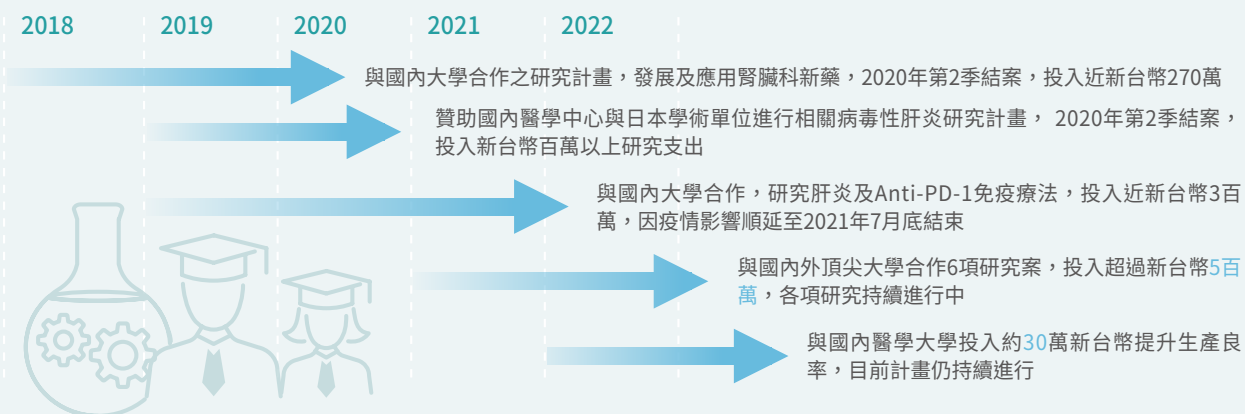 2018 2019 2020 2021 2022
與國內大學合作之研究計畫，發展及應用腎臟科新藥，2020年第2季結案，投入近新台幣270萬
贊助國內醫學中心與日本學術單位進行相關病毒性肝炎研究計畫， 2020年第2季結案，
投入新台幣百萬以上研究支出
與國內大學合作，研究肝炎及Anti-PD-1免疫療法，投入近新台幣3百
萬，因疫情影響順延至2021年7月底結束
與國內外頂尖大學合作6項研究案，投入超過新台幣5百
萬，各項研究持續進行中
與國內醫學大學投入約30萬新台幣提升生產良
率，目前計畫仍持續進行